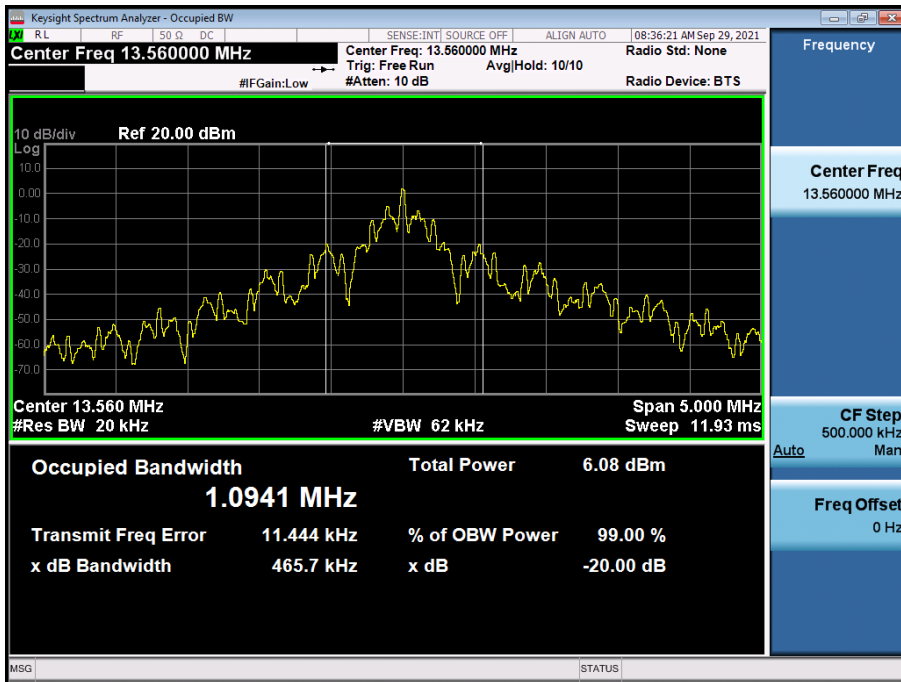 Keysight Spectrum Analyzer - Occupied BW
LXI RL RF 50 Ω DC SENSE:INT SOURCE OFF ALIGN AUTO 08:36:21 AM Sep 29, 2021
Center Freq 13.560000 MHz
Center Freq: 13.560000 MHz Radio Std: None
Trig: Free Run Avg|Hold: 10/10
#IFGain:Low #Atten: 10 dB Radio Device: BTS
10 dB/div Ref 20.00 dBm
Log
10.0
0.00
-10.0
-20.0
-30.0
-40.0
-50.0
-60.0
-70.0
Center 13.560 MHz Span 5.000 MHz
#Res BW 20 kHz #VBW 62 kHz Sweep 11.93 ms
Occupied Bandwidth Total Power 6.08 dBm
1.0941 MHz
Transmit Freq Error 11.444 kHz % of OBW Power 99.00 %
x dB Bandwidth 465.7 kHz x dB -20.00 dB
MSG STATUS
Frequency
Center Freq
13.560000 MHz
CF Step
500.000 kHz
Auto Man
Freq Offset
0 Hz